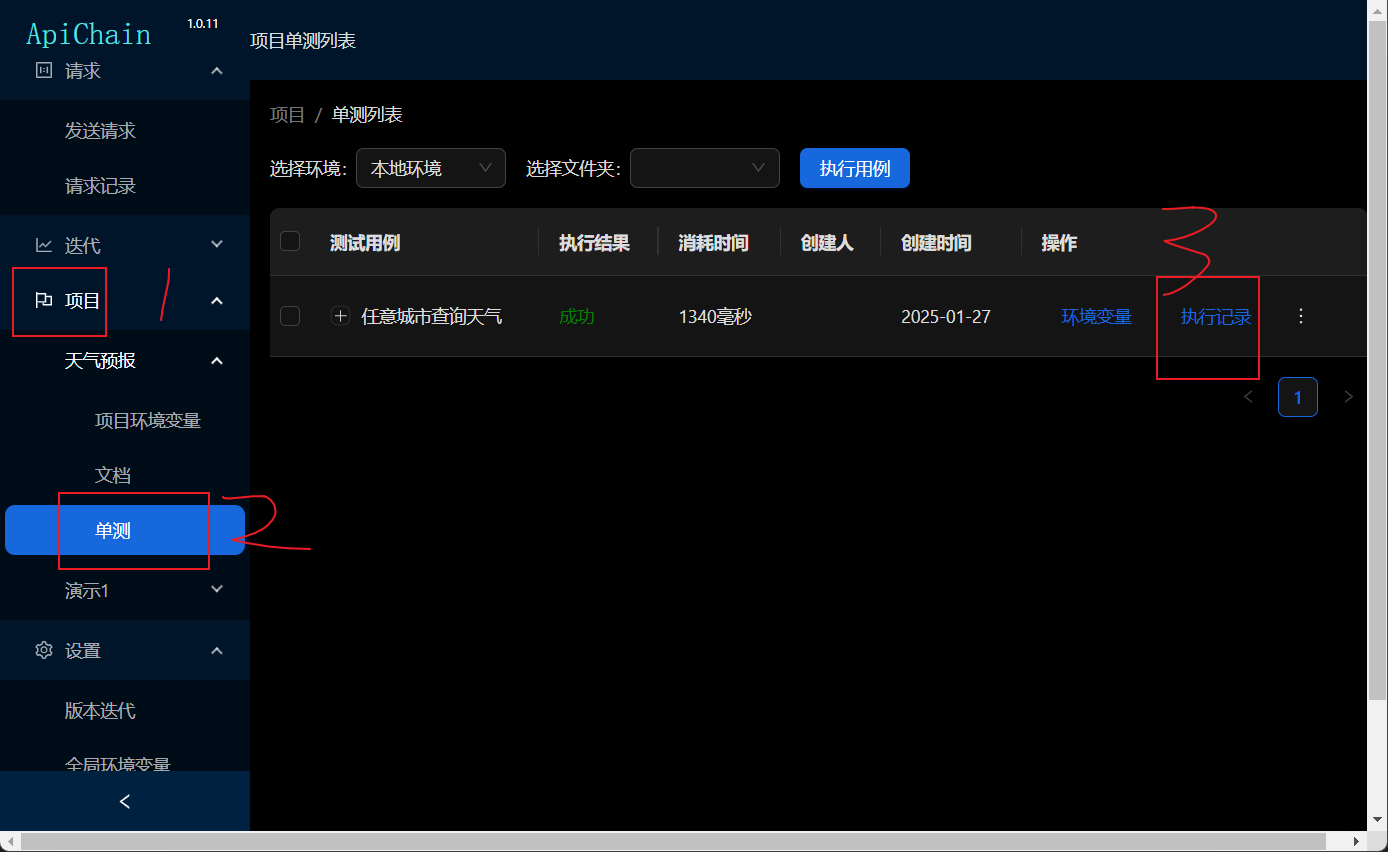 ApiChain 1.0.11
请求
发送请求
请求记录
迭代
项目
1
天气预报
项目环境变量
文档
单测
2
演示1
设置
版本迭代
全局环境变量
项目单测列表
项目 / 单测列表
选择环境: 本地环境 选择文件夹: 执行用例
3
测试用例 执行结果 消耗时间 创建人 创建时间 操作
任意城市查询天气 成功 1340毫秒 2025-01-27 环境变量 执行记录
1